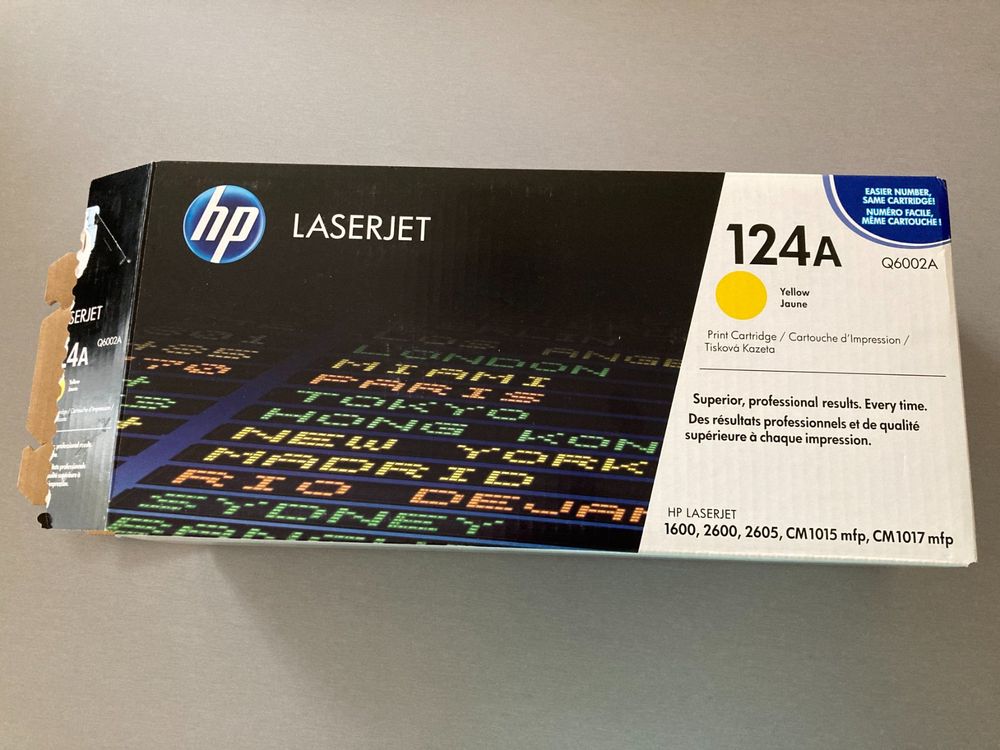 hp
LASERJET
124A
Q6002A
EASIER NUMBER,
SAME CARTRIDGE!
NUMÉRO FACILE,
MÊME CARTOUCHE !
Yellow
Jaune
Print Cartridge / Cartouche d'Impression /
Tisková Kazeta
Superior, professional results. Every time.
Des résultats professionnels et de qualité
supérieure à chaque impression.
HP LASERJET
1600, 2600, 2605, CM1015 mfp, CM1017 mfp
LONDON
MIAMI
PARIS
TOKYO
HONG KON
NEW YORK
MADRID
RIO DEJAN
SYDNEY
SERJET
4A
Q6002A